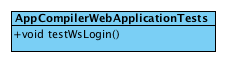 AppCompilerWebApplicationTests
+void testWsLogin()